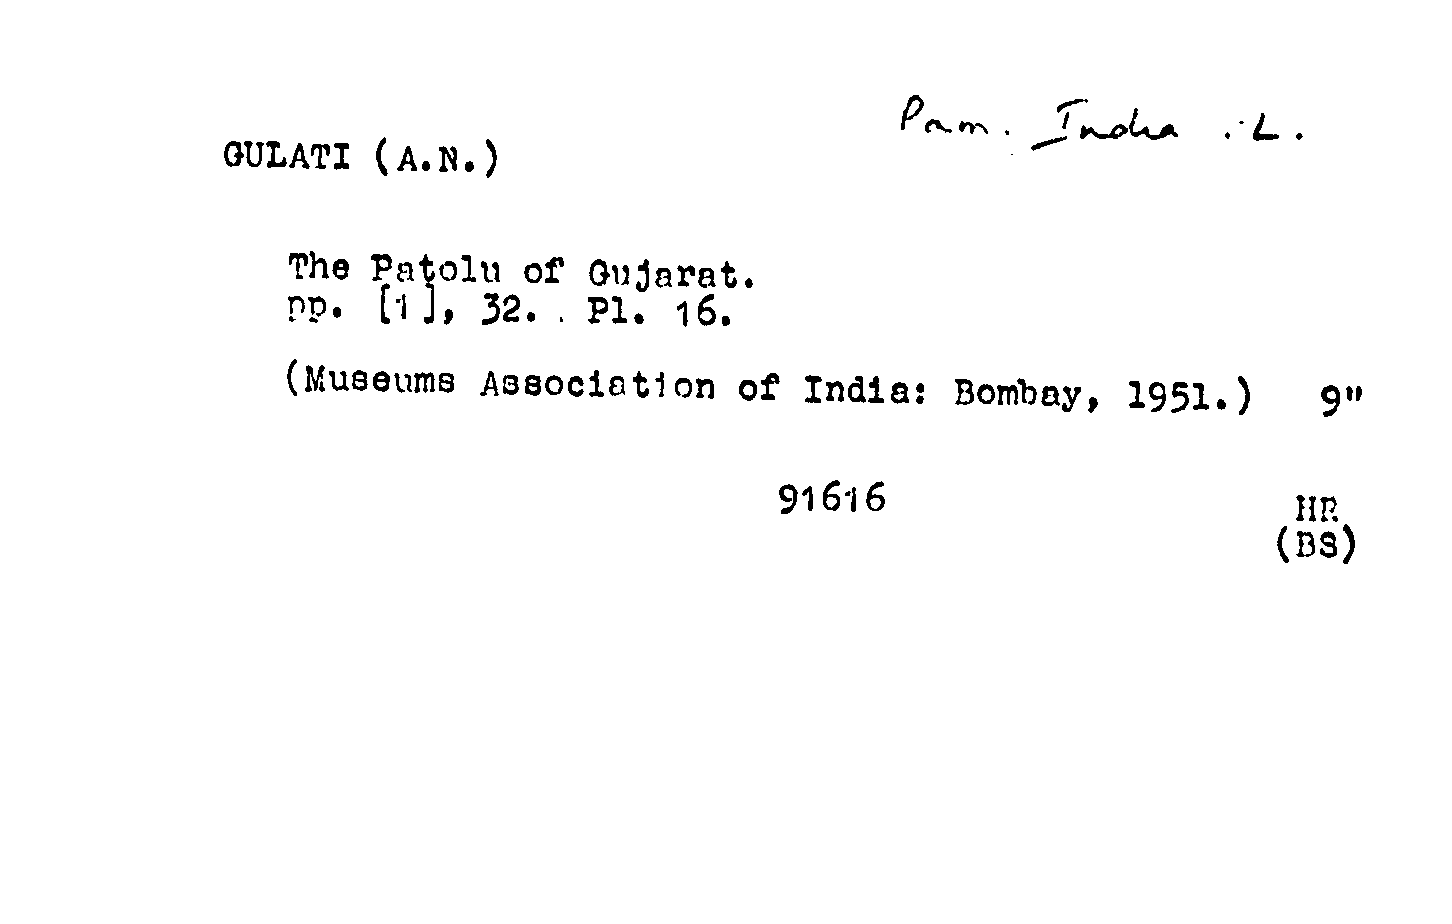 Pam. India .L.
GULATI (A.N.)
The Patolu of Gujarat.
pp. [1], 32. Pl. 16.
(Museums Association of India: Bombay, 1951.) 9"
91616
HR
(BS)